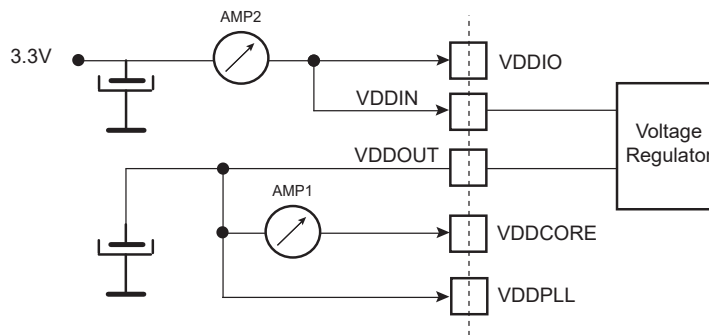 AMP2
3.3V
VDDIO
VDDIN
Voltage
Regulator
VDDOUT
AMP1
VDDCORE
VDDPLL